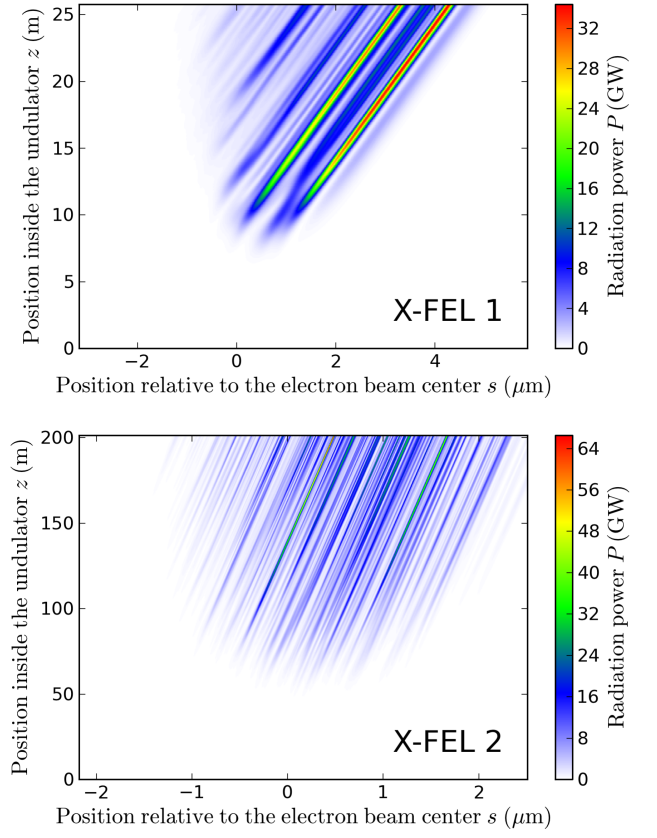 25
20
15
10
5
0
Position inside the undulator z (m)
X-FEL 1
−2 0 2 4
Position relative to the electron beam center s (μm)
32
28
24
20
16
12
8
4
0
Radiation power P (GW)
200
150
100
50
0
Position inside the undulator z (m)
X-FEL 2
−2 −1 0 1 2
Position relative to the electron beam center s (μm)
64
56
48
40
32
24
16
8
0
Radiation power P (GW)